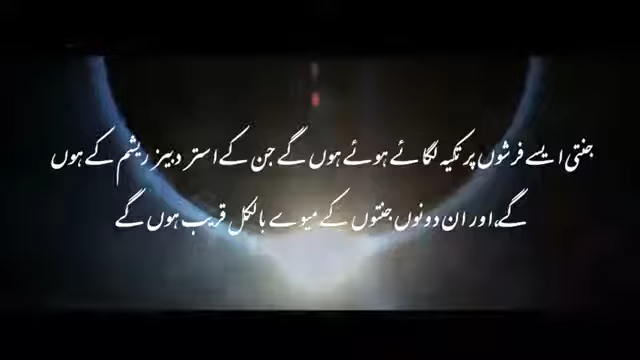 جنتی ایسے فرشوں پر تکیہ لگائے ہوئے ہوں گے جن کے استر دبیز ریشم کے ہوں
گے، اور ان دونوں جنتوں کے میوے بالکل قریب ہوں گے